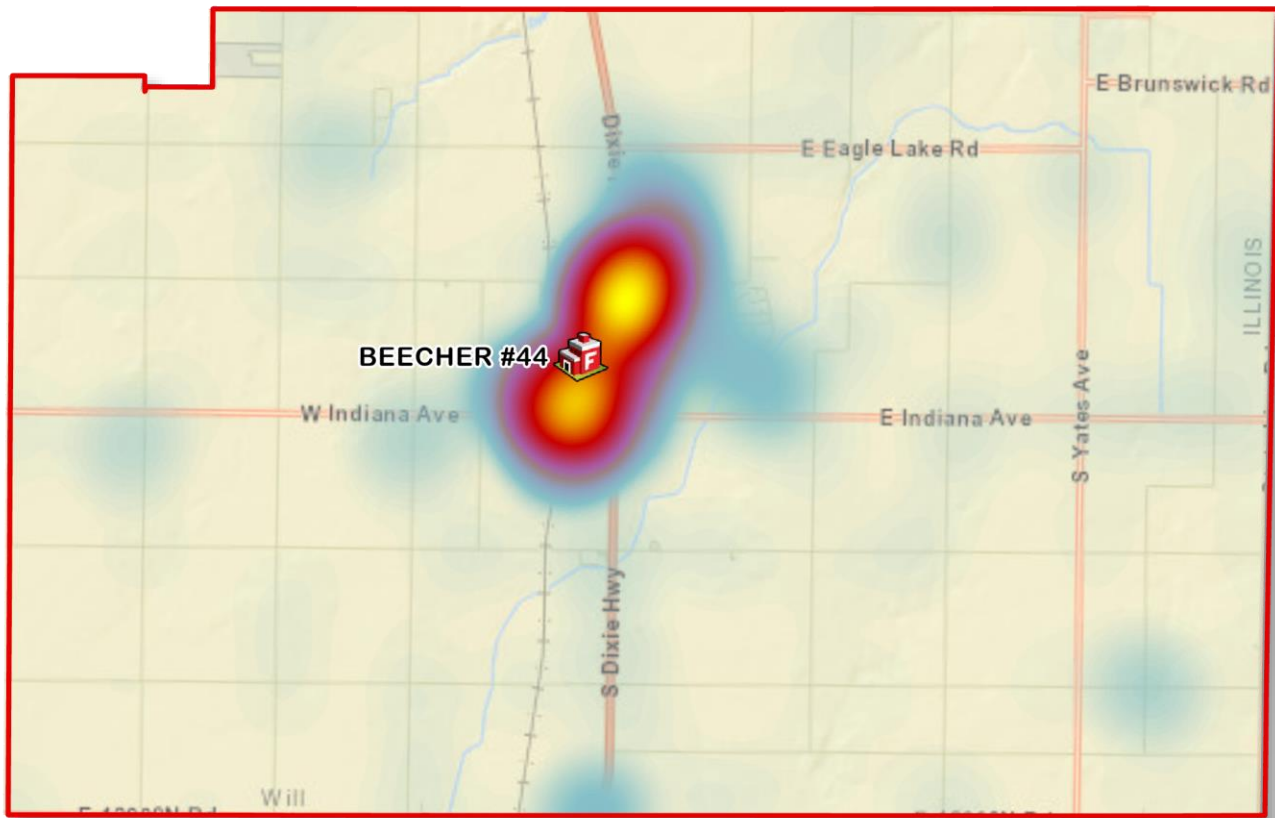 E Brunswick Rd
Dixie
E Eagle Lake Rd
ILLINOIS
BEECHER #44
F
W Indiana Ave
E Indiana Ave
S Yates Ave
S Dixie Hwy
Will